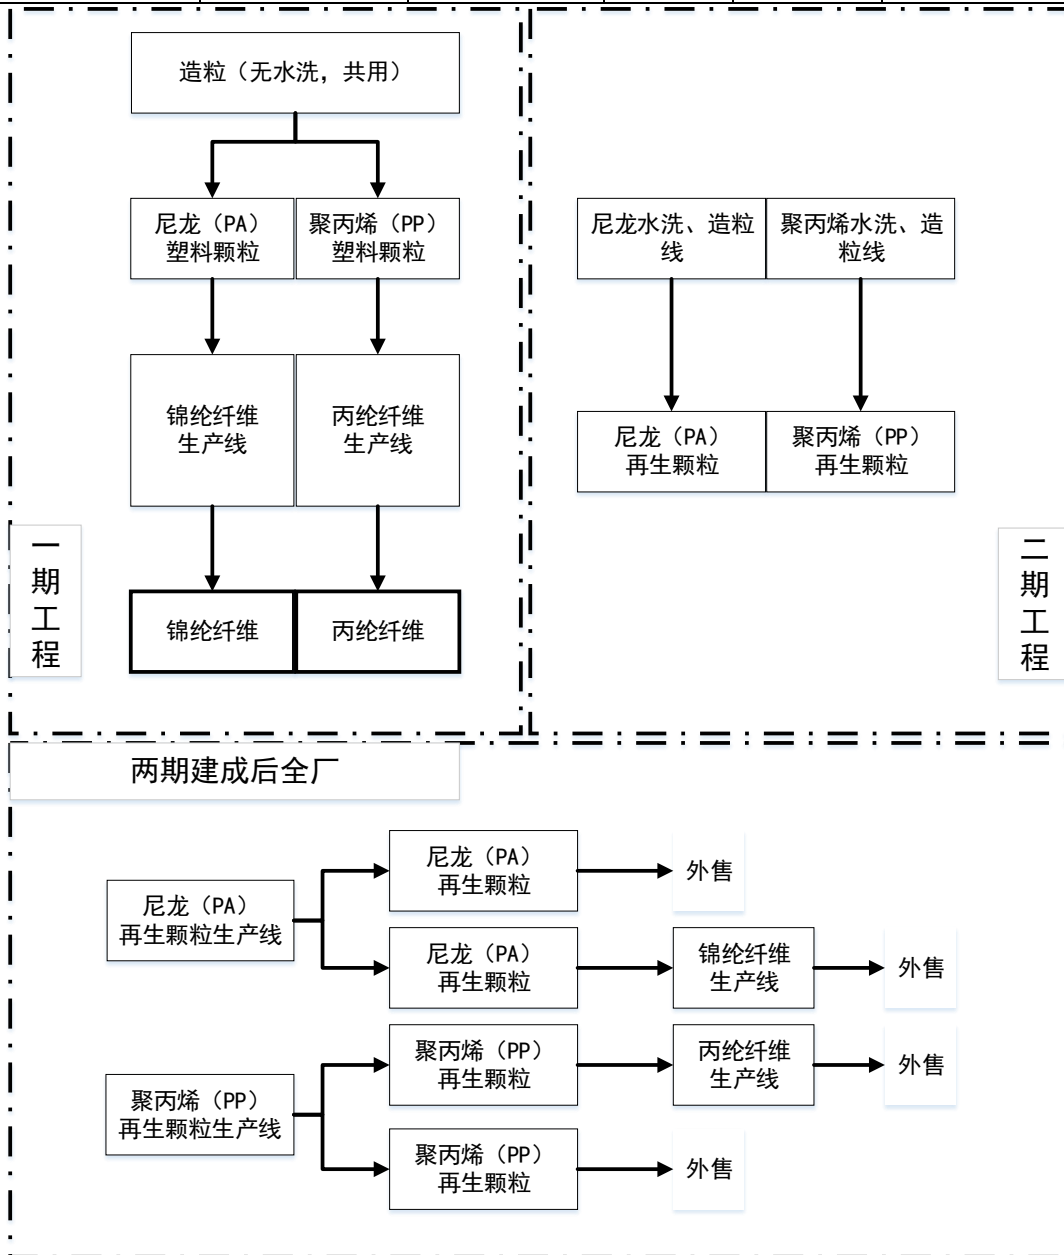 造粒（无水洗，共用）
尼龙（PA）
塑料颗粒
聚丙烯（PP）
塑料颗粒
锦纶纤维
生产线
丙纶纤维
生产线
锦纶纤维
丙纶纤维
一
期
工
程
尼龙水洗、造粒
线
聚丙烯水洗、造
粒线
尼龙（PA）
再生颗粒
聚丙烯（PP）
再生颗粒
二
期
工
程
两期建成后全厂
尼龙（PA）
再生颗粒生产线
尼龙（PA）
再生颗粒
外售
尼龙（PA）
再生颗粒
锦纶纤维
生产线
外售
聚丙烯（PP）
再生颗粒生产线
聚丙烯（PP）
再生颗粒
丙纶纤维
生产线
外售
聚丙烯（PP）
再生颗粒
外售